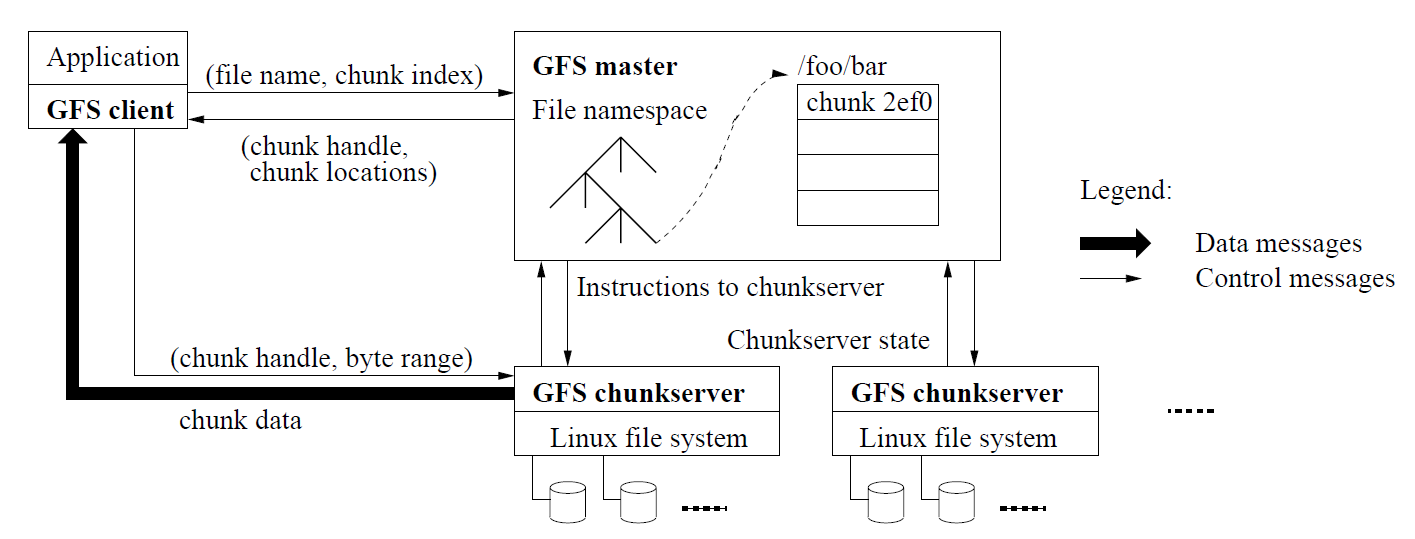 Application
GFS client
(file name, chunk index)
(chunk handle,
chunk locations)
GFS master
File namespace
/foo/bar
chunk 2ef0
Legend:
Data messages
Control messages
Instructions to chunkserver
Chunkserver state
(chunk handle, byte range)
chunk data
GFS chunkserver
Linux file system
GFS chunkserver
Linux file system